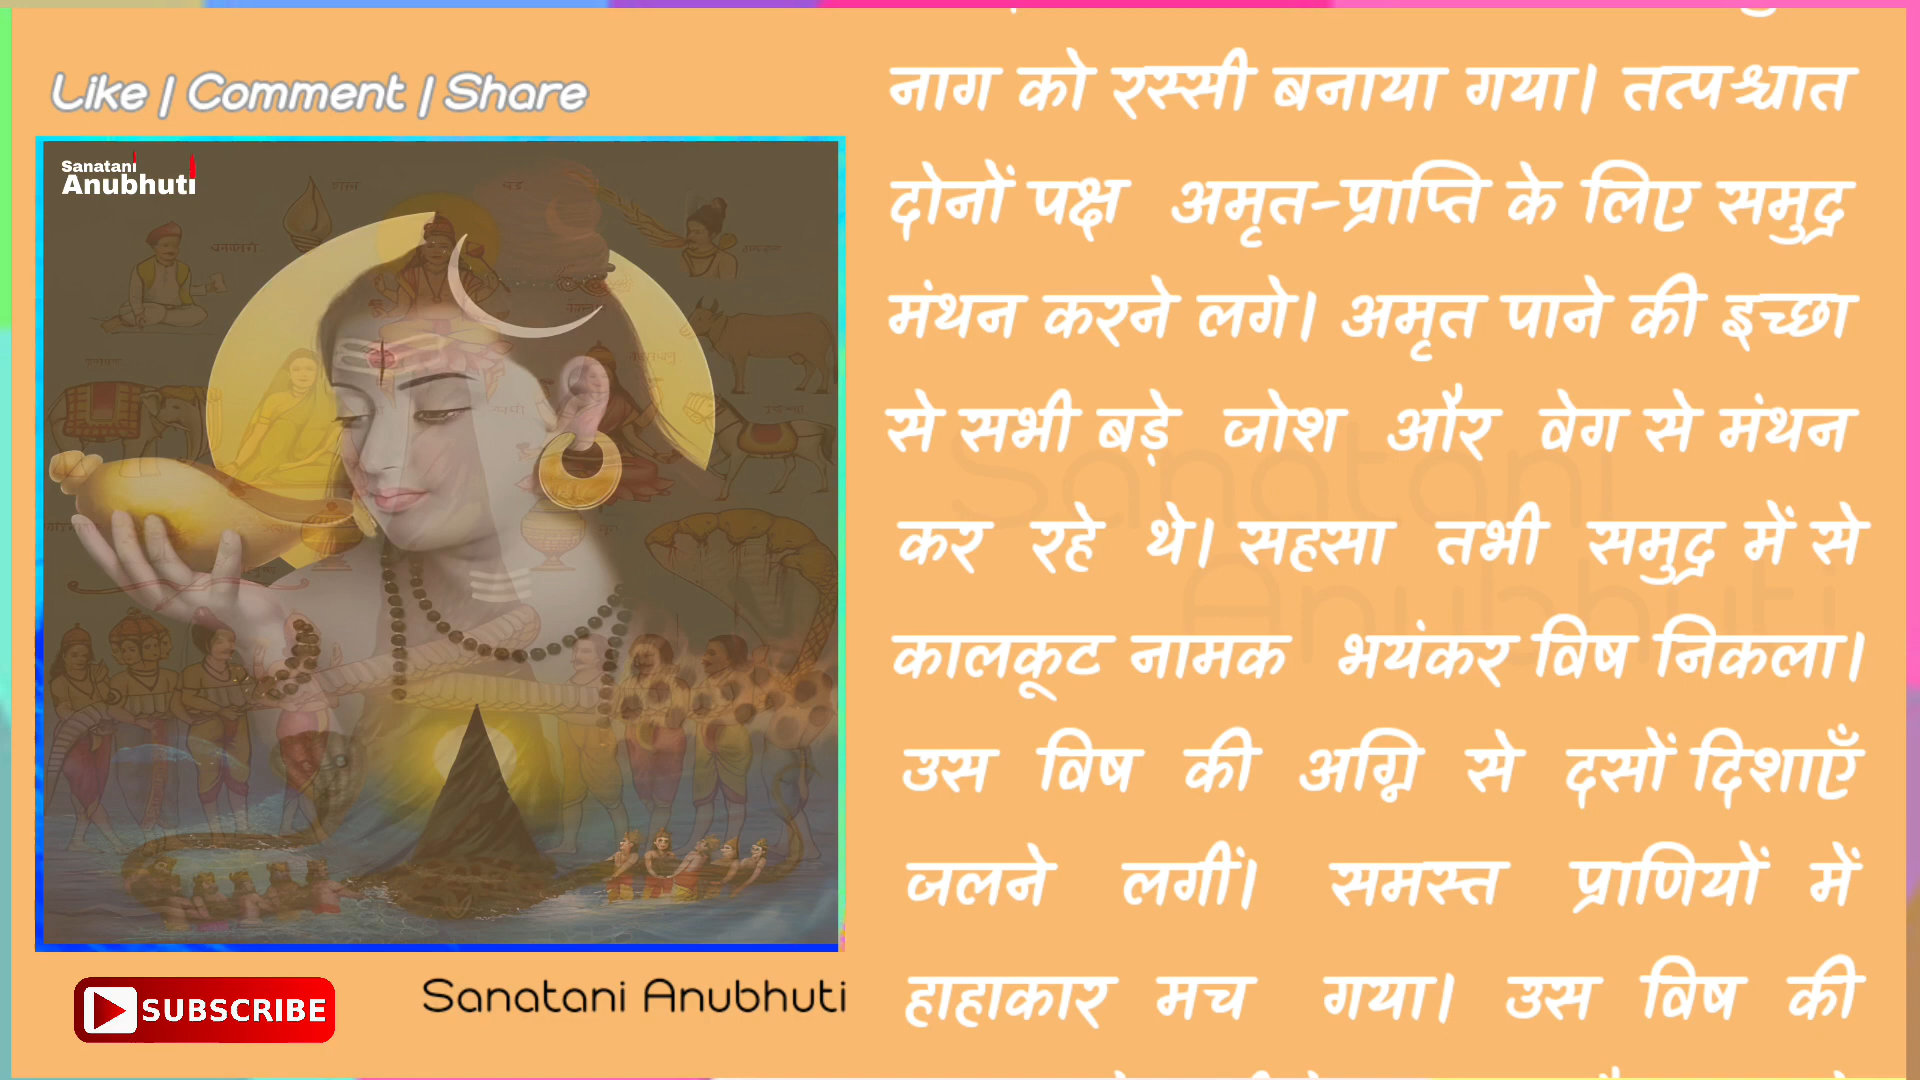 Like | Comment | Share
Sanatani
Anubhuti
SUBSCRIBE
Sanatani Anubhuti
नाग को रस्सी बनाया गया। तत्पश्चात
दोनों पक्ष अमृत-प्राप्ति के लिए समुद्र
मंथन करने लगे। अमृत पाने की इच्छा
से सभी बड़े जोश और वेग से मंथन
कर रहे थे। सहसा तभी समुद्र में से
कालकूट नामक भयंकर विष निकला।
उस विष की अग्नि से दसों दिशाएँ
जलने लगीं। समस्त प्राणियों में
हाहाकार मच गया। उस विष की
Sanatani
Anubhuti